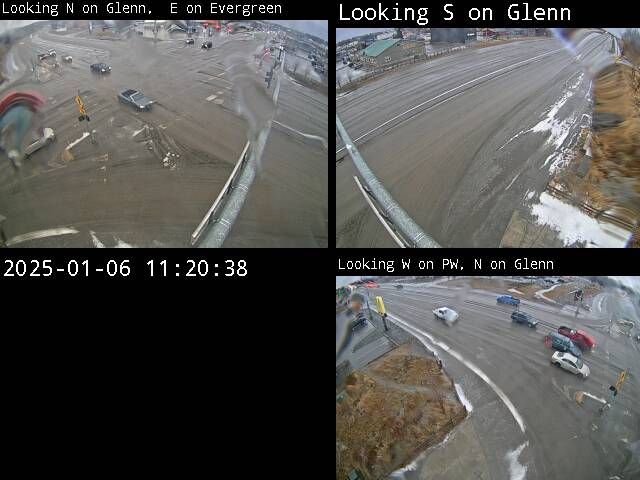 Looking N on Glenn,  E on Evergreen
Looking S on Glenn
2025-01-06 11:20:38
Looking W on PW, N on Glenn